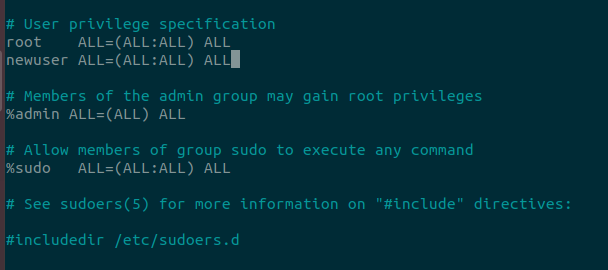 # User privilege specification
root    ALL=(ALL:ALL) ALL
newuser ALL=(ALL:ALL) ALL
# Members of the admin group may gain root privileges
%admin ALL=(ALL) ALL
# Allow members of group sudo to execute any command
%sudo   ALL=(ALL:ALL) ALL
# See sudoers(5) for more information on "#include" directives:
#includedir /etc/sudoers.d